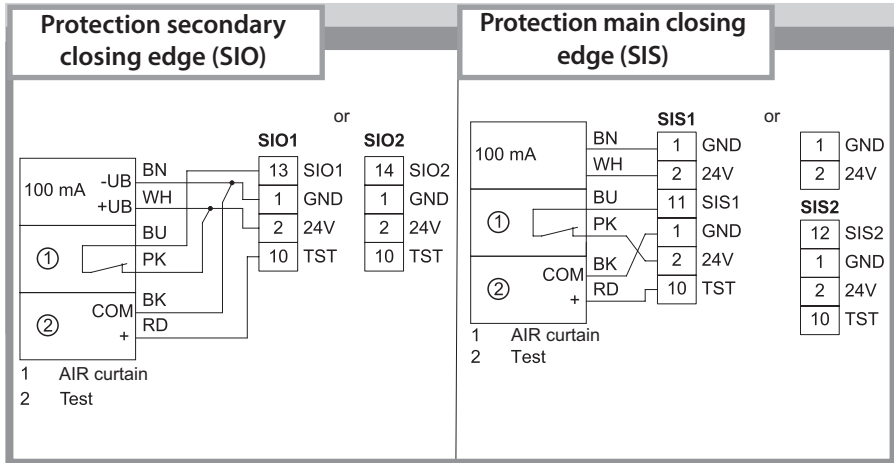 Protection secondary
closing edge (SIO)
or
SIO1
SIO2
100 mA
-UB
BN
+UB
WH
13
SIO1
1
GND
2
24V
10
TST
14
SIO2
1
GND
2
24V
10
TST
1
BU
PK
2
COM
BK
+
RD
1 AIR curtain
2 Test
Protection main closing
edge (SIS)
SIS1
or
100 mA
BN
WH
1
GND
2
24V
11
SIS1
1
GND
2
24V
10
TST
1
BU
PK
2
COM
BK
+
RD
1
GND
2
24V
SIS2
12
SIS2
1
GND
2
24V
10
TST
1 AIR curtain
2 Test